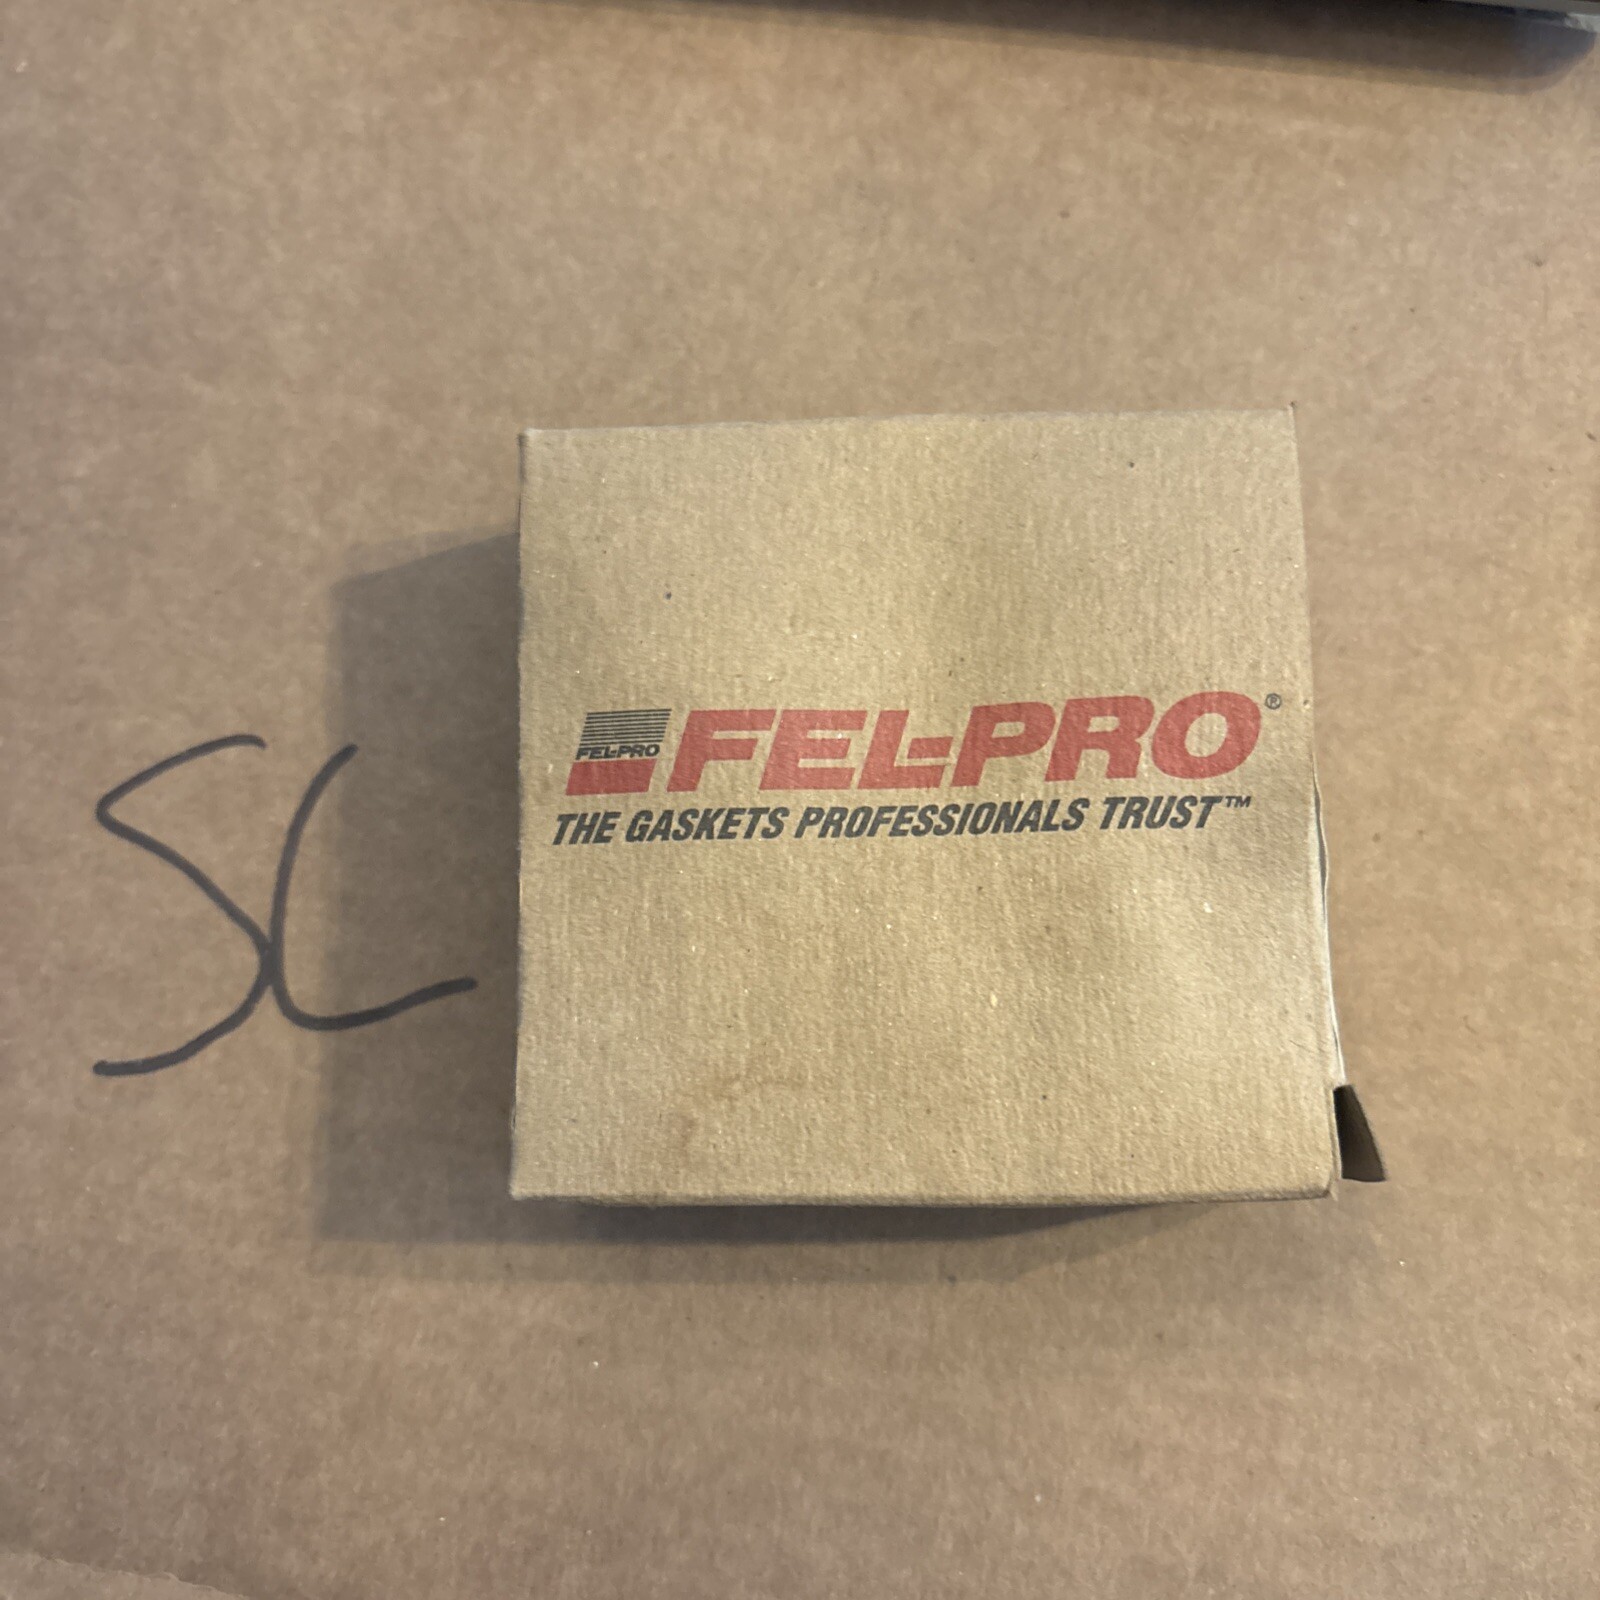 SC
FEL-PRO
FEL-PRO®
THE GASKETS PROFESSIONALS TRUST™